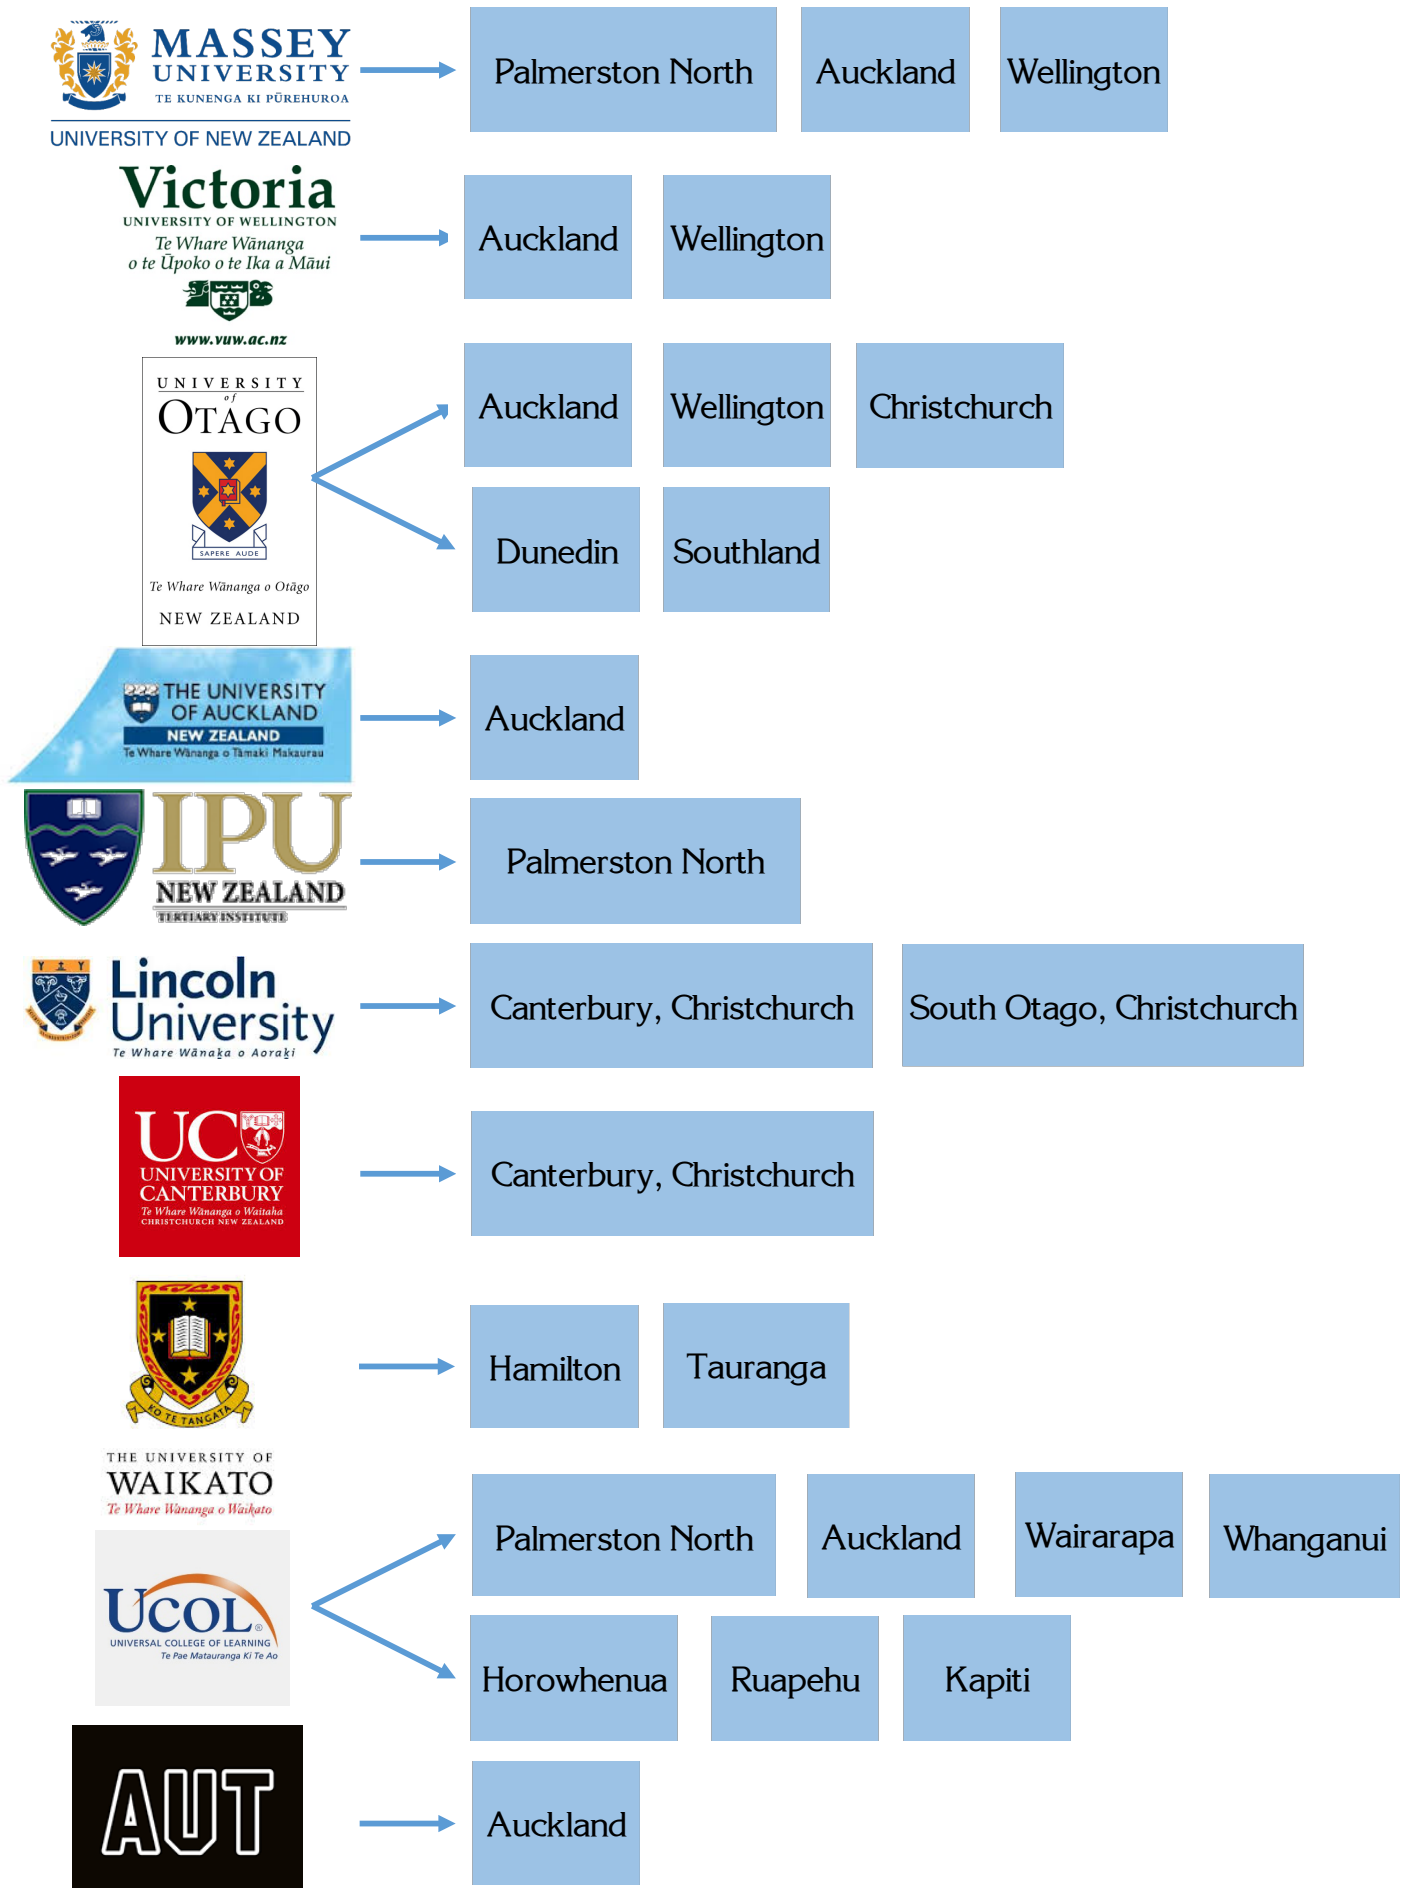 MASSEY
UNIVERSITY
TE KUNENGA KI PŪREHUROA
UNIVERSITY OF NEW ZEALAND
Palmerston North
Auckland
Wellington
Victoria
UNIVERSITY OF WELLINGTON
Te Whare Wānanga
o te Ūpoko o te Ika a Māui
www.vuw.ac.nz
Auckland
Wellington
UNIVERSITY
of
OTAGO
SAPERE AUDE
Te Whare Wānanga o Otāgo
NEW ZEALAND
Auckland
Wellington
Christchurch
Dunedin
Southland
THE UNIVERSITY
OF AUCKLAND
NEW ZEALAND
Te Whare Wānanga o Tāmaki Makaurau
Auckland
IPU
NEW ZEALAND
TERTIARY INSTITUTE
Palmerston North
Lincoln
University
Te Whare Wānaḵa o Aoraḵi
Canterbury, Christchurch
South Otago, Christchurch
UC
UNIVERSITY OF
CANTERBURY
Te Whare Wānanga o Waitaha
CHRISTCHURCH NEW ZEALAND
Canterbury, Christchurch
KO TE TANGATA
THE UNIVERSITY OF
WAIKATO
Te Whare Wānanga o Waikato
Hamilton
Tauranga
UCOL®
UNIVERSAL COLLEGE OF LEARNING
Te Pae Matauranga Ki Te Ao
Palmerston North
Auckland
Wairarapa
Whanganui
Horowhenua
Ruapehu
Kapiti
AUT
Auckland